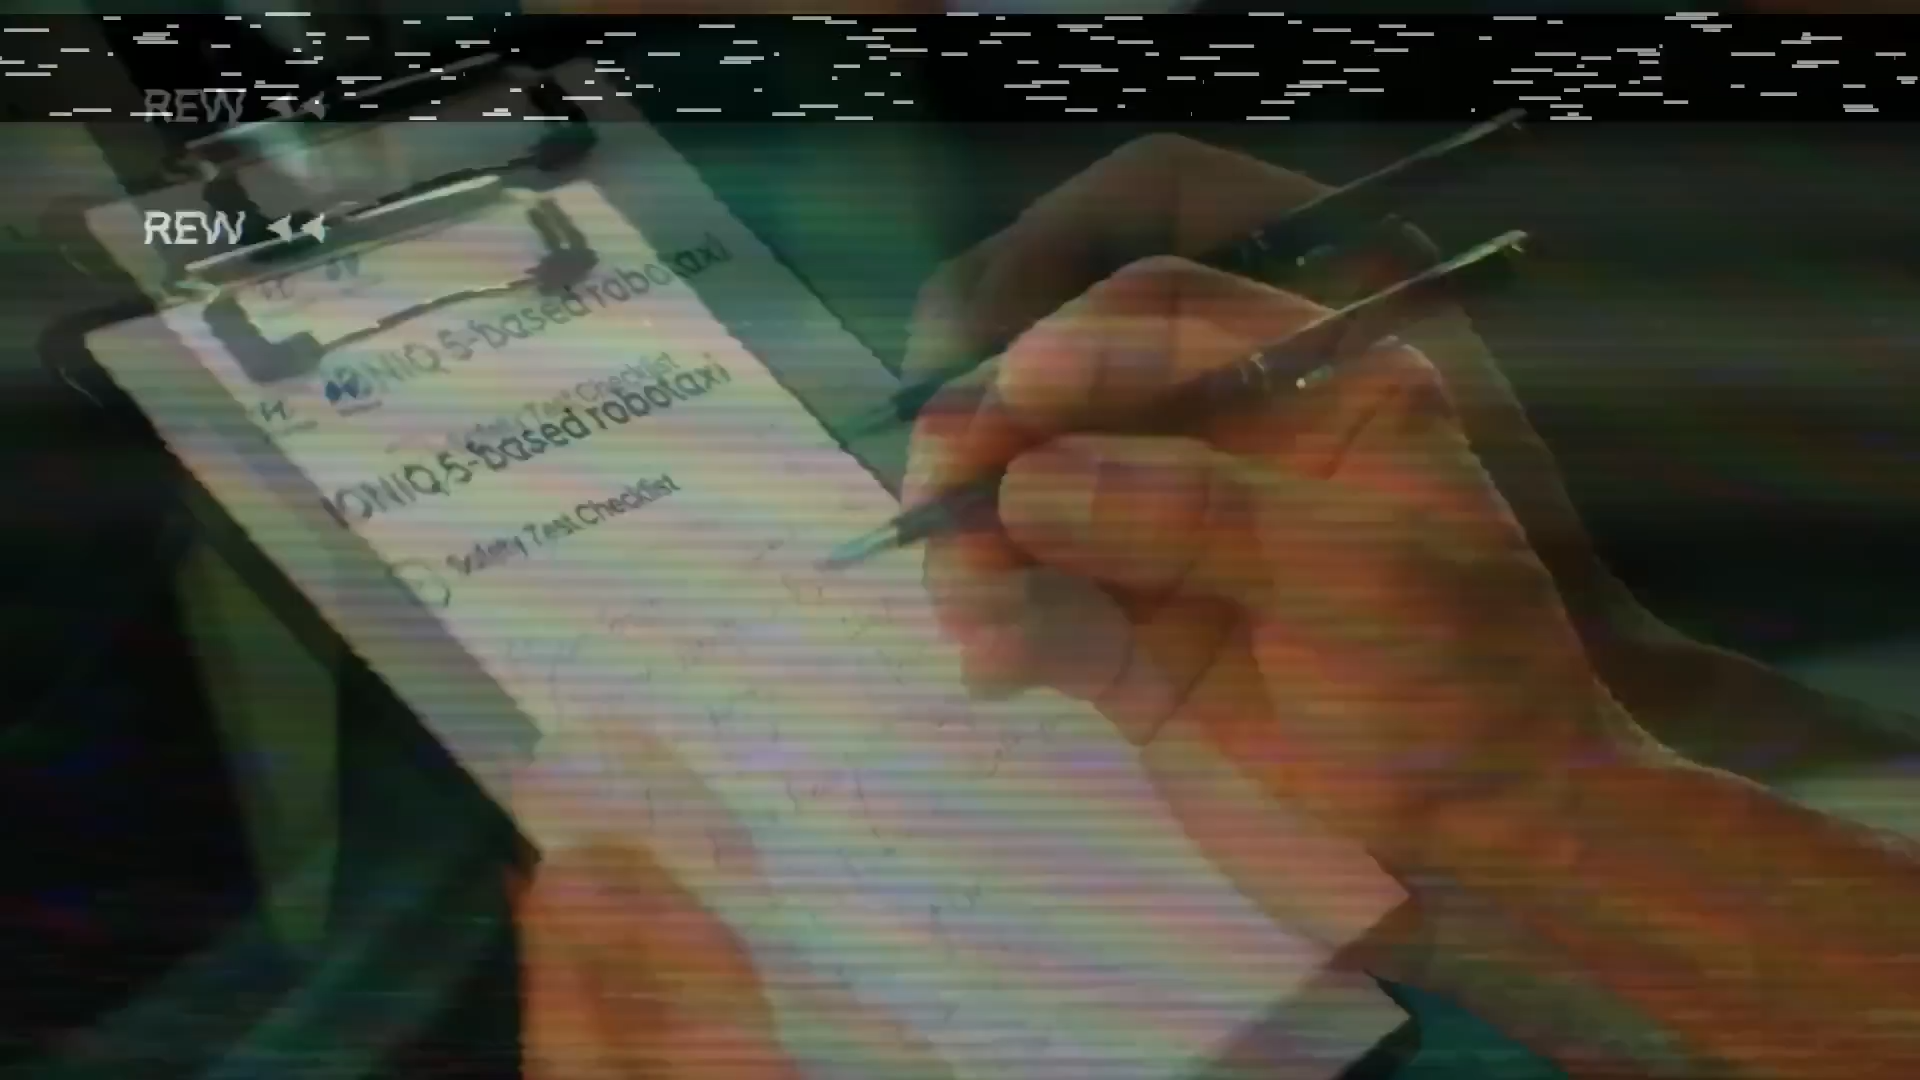 REW
REW
IONIQ 5-based robotaxi
Safety Test Checklist
IONIQ 5-based robotaxi
Safety Test Checklist